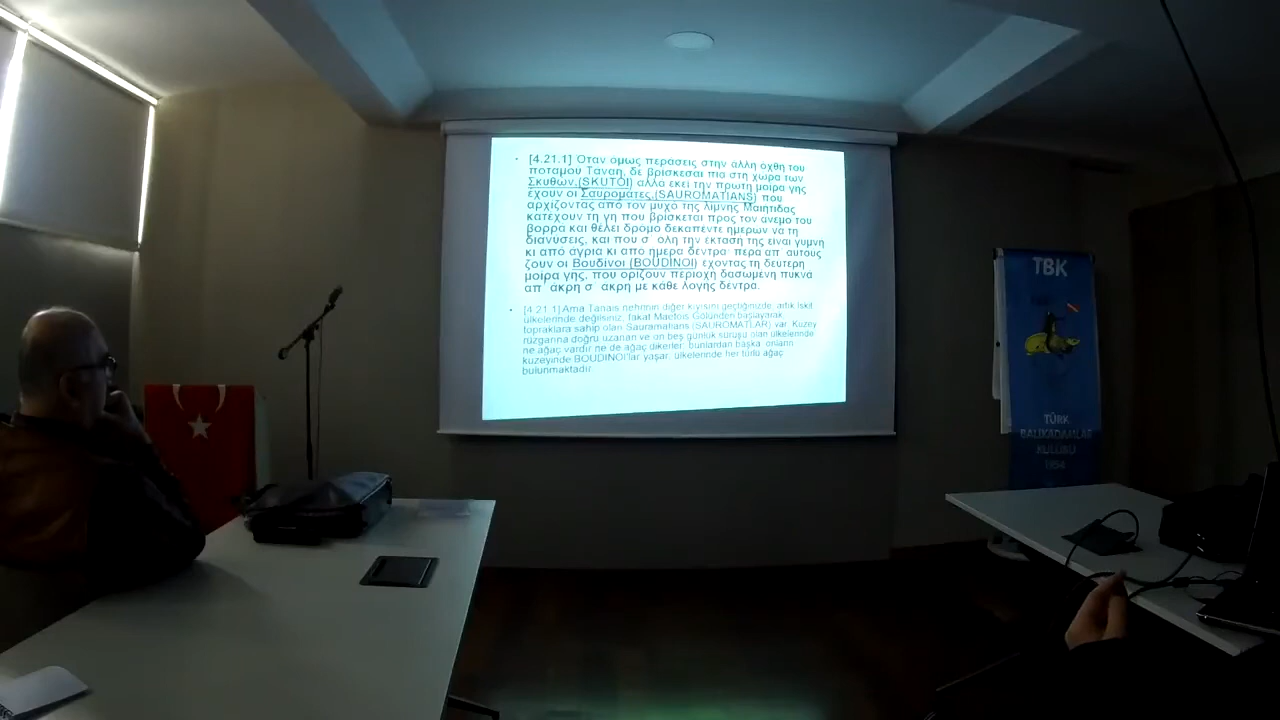 [4.21.1] Οταν όμως περάσεις στην άλλη όχθη του
ποταμού Τάναη, δε βρίσκεσαι πια στη χώρα των
Σκυθών,(SKUTOI) αλλά εκεί την πρώτη μοίρα γης
έχουν οι Σαυρομάτες,(SAUROMATIANS) που
αρχίζοντας από τον μυχό της λίμνης Μαιήτιδας
κατέχουν τη γη που βρίσκεται προς τον άνεμο του
βορρά και θέλει δρόμο δεκαπέντε ημερών να τη
διανύσεις, και που σ΄ όλη την έκτασή της είναι γυμνή
κι από άγρια κι από ήμερα δέντρα· πέρα απ΄ αυτούς
ζουν οι Βουδίνοι (BOUDINOI) έχοντας τη δεύτερη
μοίρα γης, που ορίζουν περιοχή δασωμένη πυκνά
απ΄ άκρη σ΄ άκρη με κάθε λογής δέντρα.
[4.21.1] Ama Tanais nehrinin diğer kıyısını geçtiğinizde, artık İskit
ülkelerinde değilsiniz, fakat Maetois Gölünden başlayarak,
topraklara sahip olan Sauramatians (SAUROMATLAR) var. Kuzey
rüzgarına doğru uzanan ve on beş günlük sürüşü olan ülkelerinde
ne ağaç vardır ne de ağaç dikerler; bunlardan başka, onların
kuzeyinde BOUDINOI'lar yaşar, ülkelerinde her türlü ağaç
bulunmaktadır.
TBK
TÜRK
BALIKADAMLAR
KULÜBÜ
1954